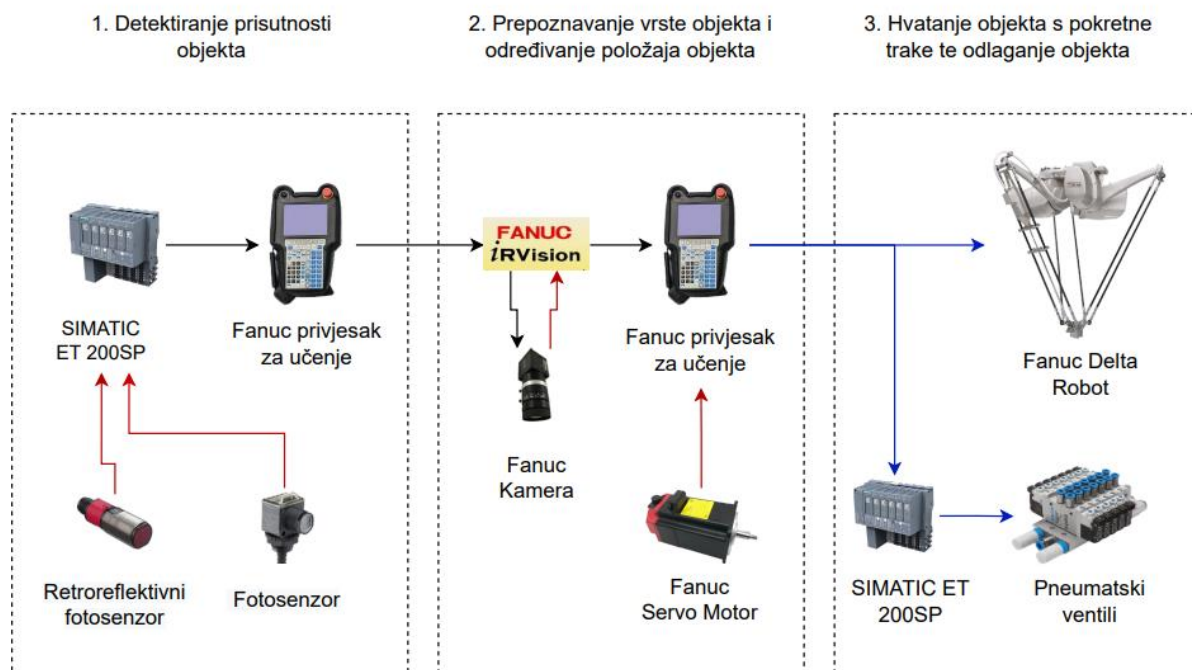 1. Detektiranje prisutnosti
objekta
2. Prepoznavanje vrste objekta i
određivanje položaja objekta
3. Hvatanje objekta s pokretne
trake te odlaganje objekta
SIMATIC
ET 200SP
Fanuc privjesak
za učenje
Retroreflektivni
fotosenzor
Fotosenzor
FANUC
iRVision
Fanuc privjesak
za učenje
Fanuc
Kamera
Fanuc
Servo Motor
Fanuc Delta
Robot
SIMATIC ET
200SP
Pneumatski
ventili